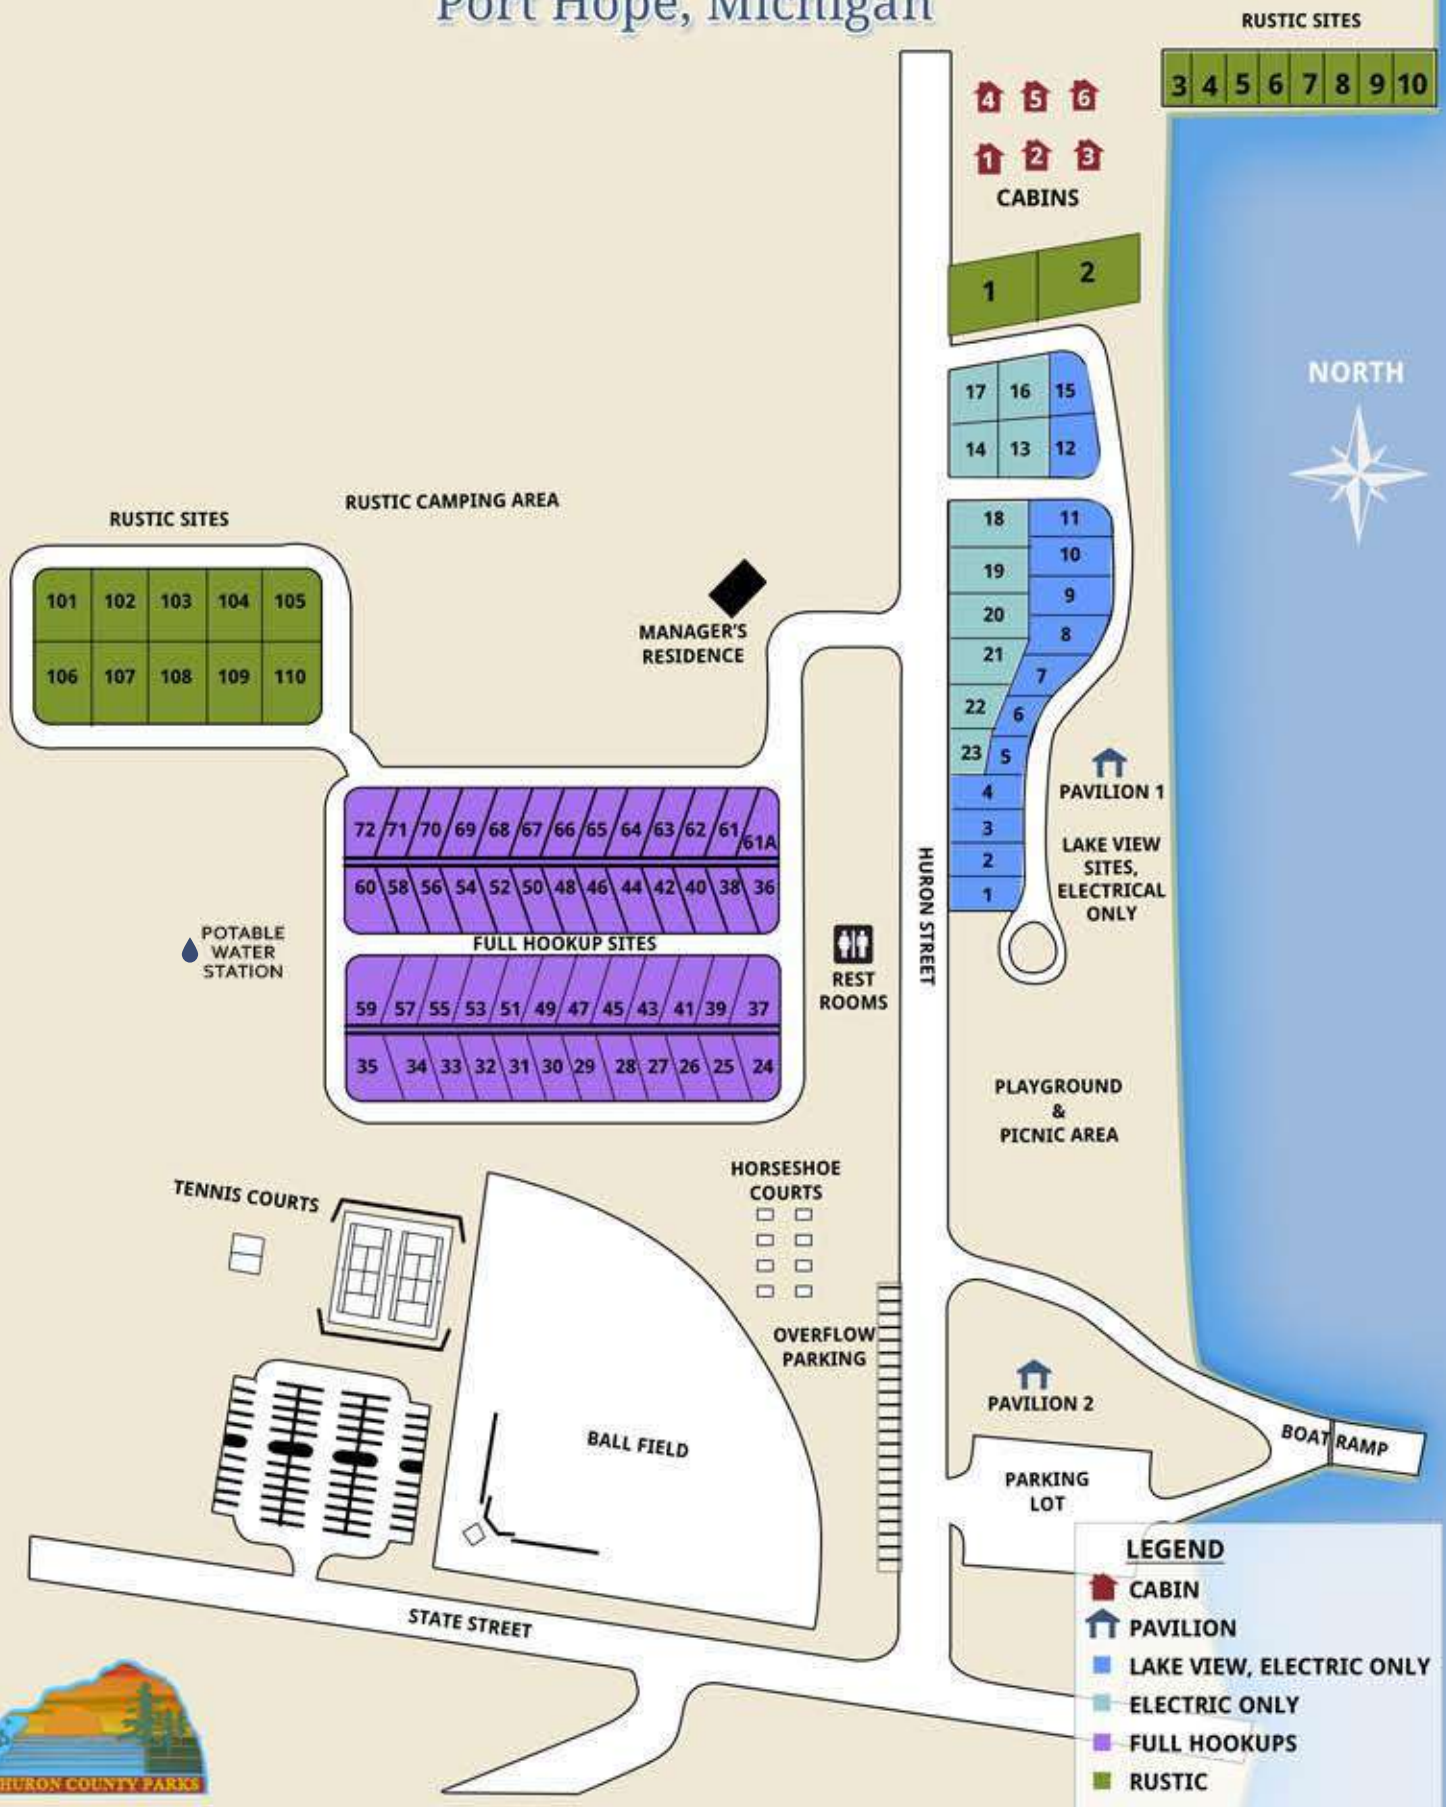 Port Hope, Michigan
RUSTIC SITES
3 4 5 6 7 8 9 10
4 5 6
1 2 3
CABINS
1 2
NORTH
17 16 15
14 13 12
18 11
19 10
20 9
21 8
7
22 6
23 5
4
3
2
1
RUSTIC CAMPING AREA
RUSTIC SITES
101 102 103 104 105
106 107 108 109 110
MANAGER'S
RESIDENCE
PAVILION 1
LAKE VIEW
SITES,
ELECTRICAL
ONLY
HURON STREET
72 71 70 69 68 67 66 65 64 63 62 61 61A
60 58 56 54 52 50 48 46 44 42 40 38 36
FULL HOOKUP SITES
59 57 55 53 51 49 47 45 43 41 39 37
35 34 33 32 31 30 29 28 27 26 25 24
POTABLE
WATER
STATION
REST
ROOMS
PLAYGROUND
&
PICNIC AREA
HORSESHOE
COURTS
TENNIS COURTS
OVERFLOW
PARKING
PAVILION 2
BALL FIELD
BOAT RAMP
PARKING
LOT
STATE STREET
LEGEND
CABIN
PAVILION
LAKE VIEW, ELECTRIC ONLY
ELECTRIC ONLY
FULL HOOKUPS
RUSTIC
HURON COUNTY PARKS